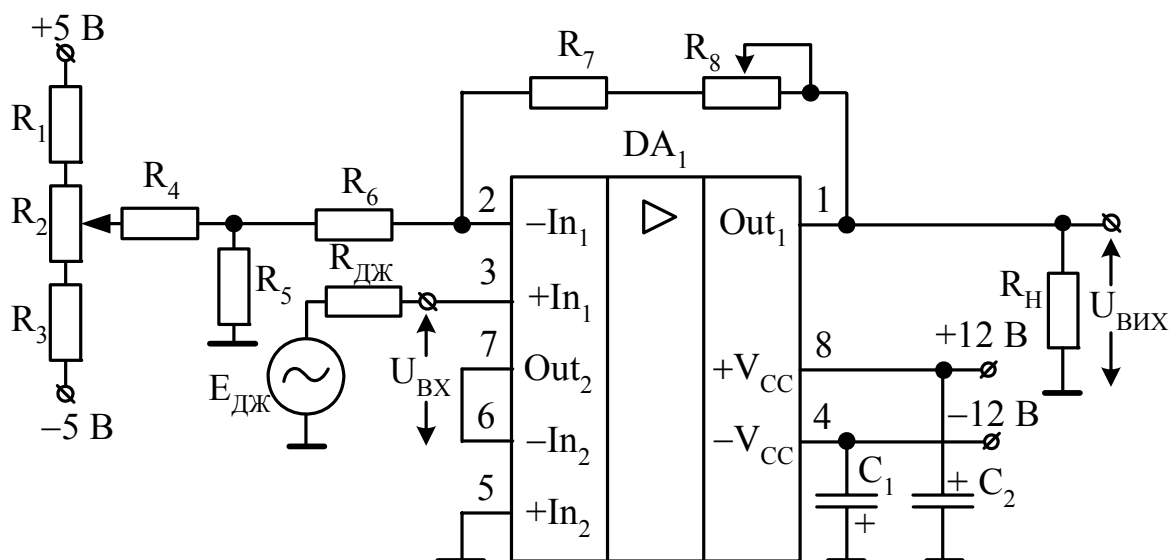 +5 В
R1
R2
R3
−5 В
R4
R5
R6
RДЖ
EДЖ
UВХ
R7
R8
DA1
2
−In1
3
+In1
7
Out2
6
−In2
5
+In2
Out1
1
+VCC
8
−VCC
4
+12 В
−12 В
C1
+
+ C2
RН
UВИХ